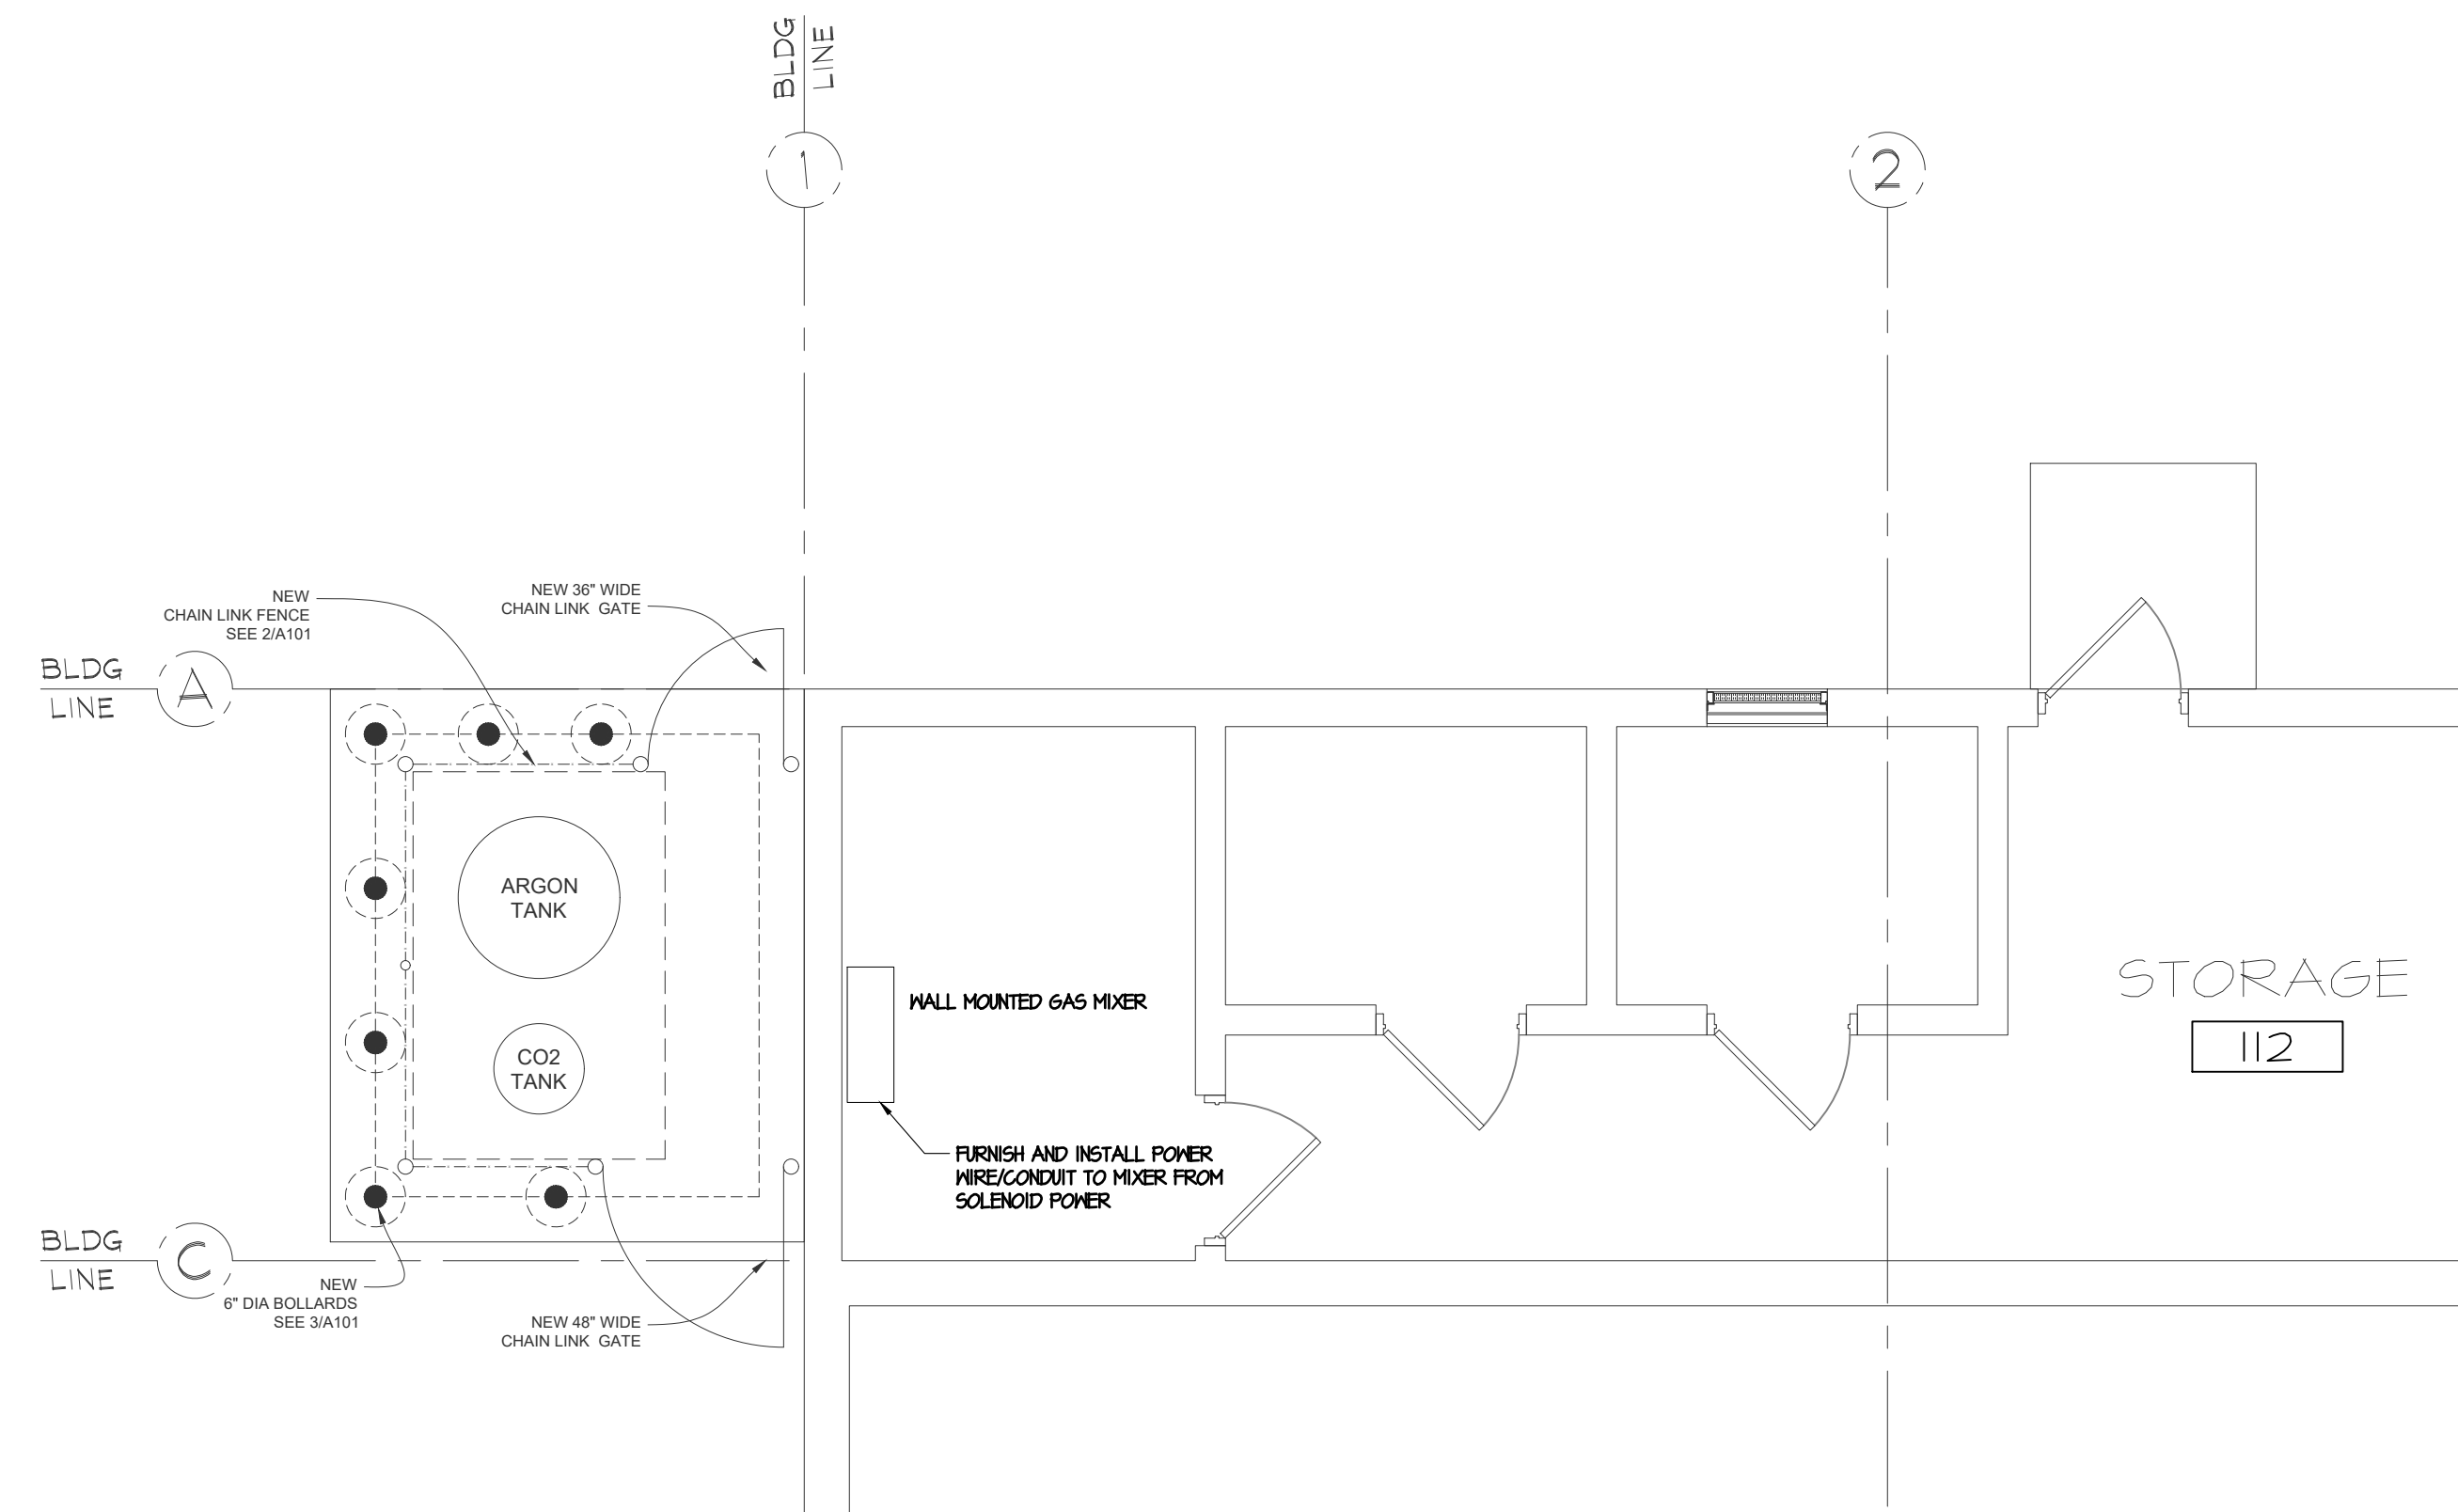 BLDG
LINE
1
2
NEW
CHAIN LINK FENCE
SEE 2/A101
NEW 36" WIDE
CHAIN LINK GATE
BLDG
LINE
A
ARGON
TANK
CO2
TANK
WALL MOUNTED GAS MIXER
STORAGE
112
FURNISH AND INSTALL POWER
WIRE/CONDUIT TO MIXER FROM
SOLENOID POWER
BLDG
LINE
C
NEW
6" DIA BOLLARDS
SEE 3/A101
NEW 48" WIDE
CHAIN LINK GATE